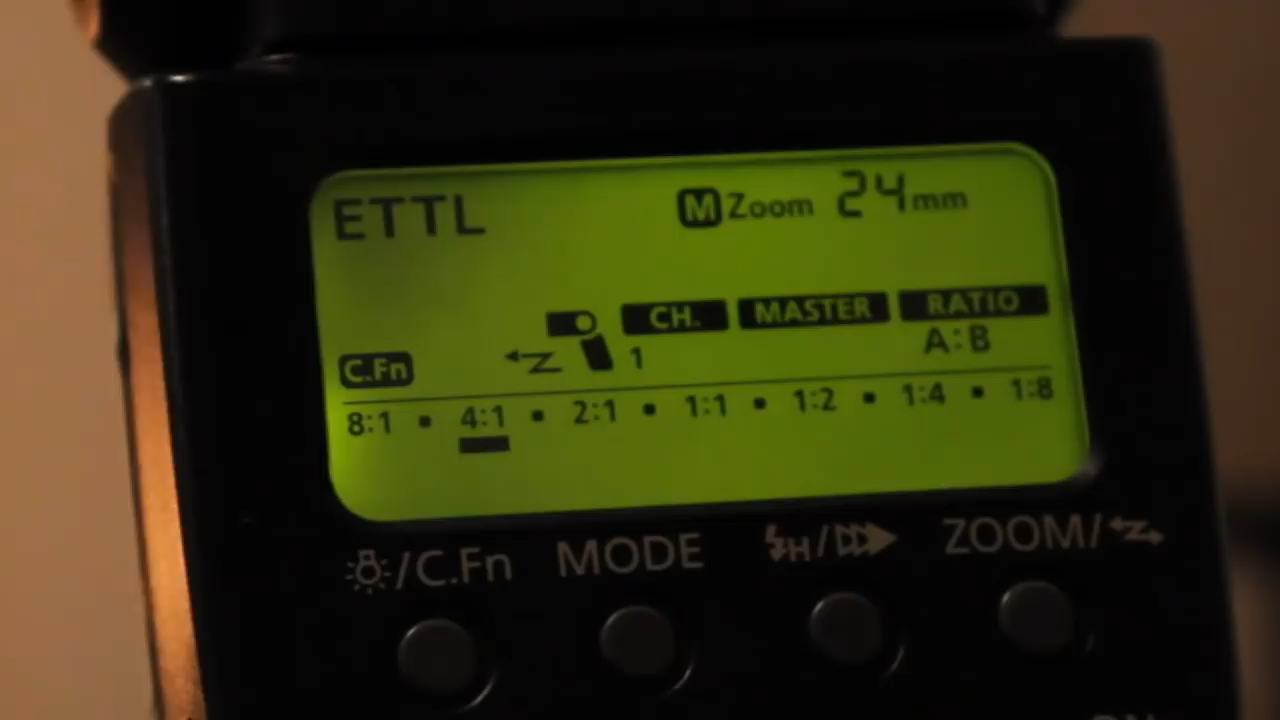 ETTL M Zoom 24mm
CH. MASTER RATIO
C.Fn 1 A:B
8:1 • 4:1 • 2:1 • 1:1 • 1:2 • 1:4 • 1:8
/C.Fn MODE H/ ZOOM/